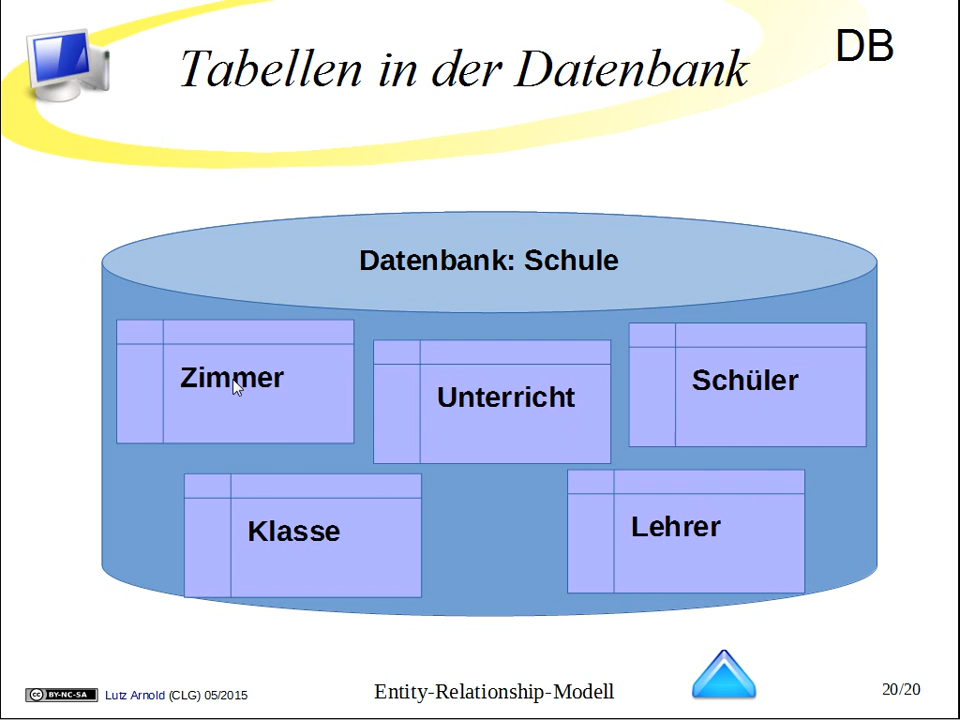 Tabellen in der Datenbank
DB
Datenbank: Schule
Zimmer
Unterricht
Schüler
Klasse
Lehrer
cc BY-NC-SA
Lutz Arnold (CLG) 05/2015
Entity-Relationship-Modell
20/20